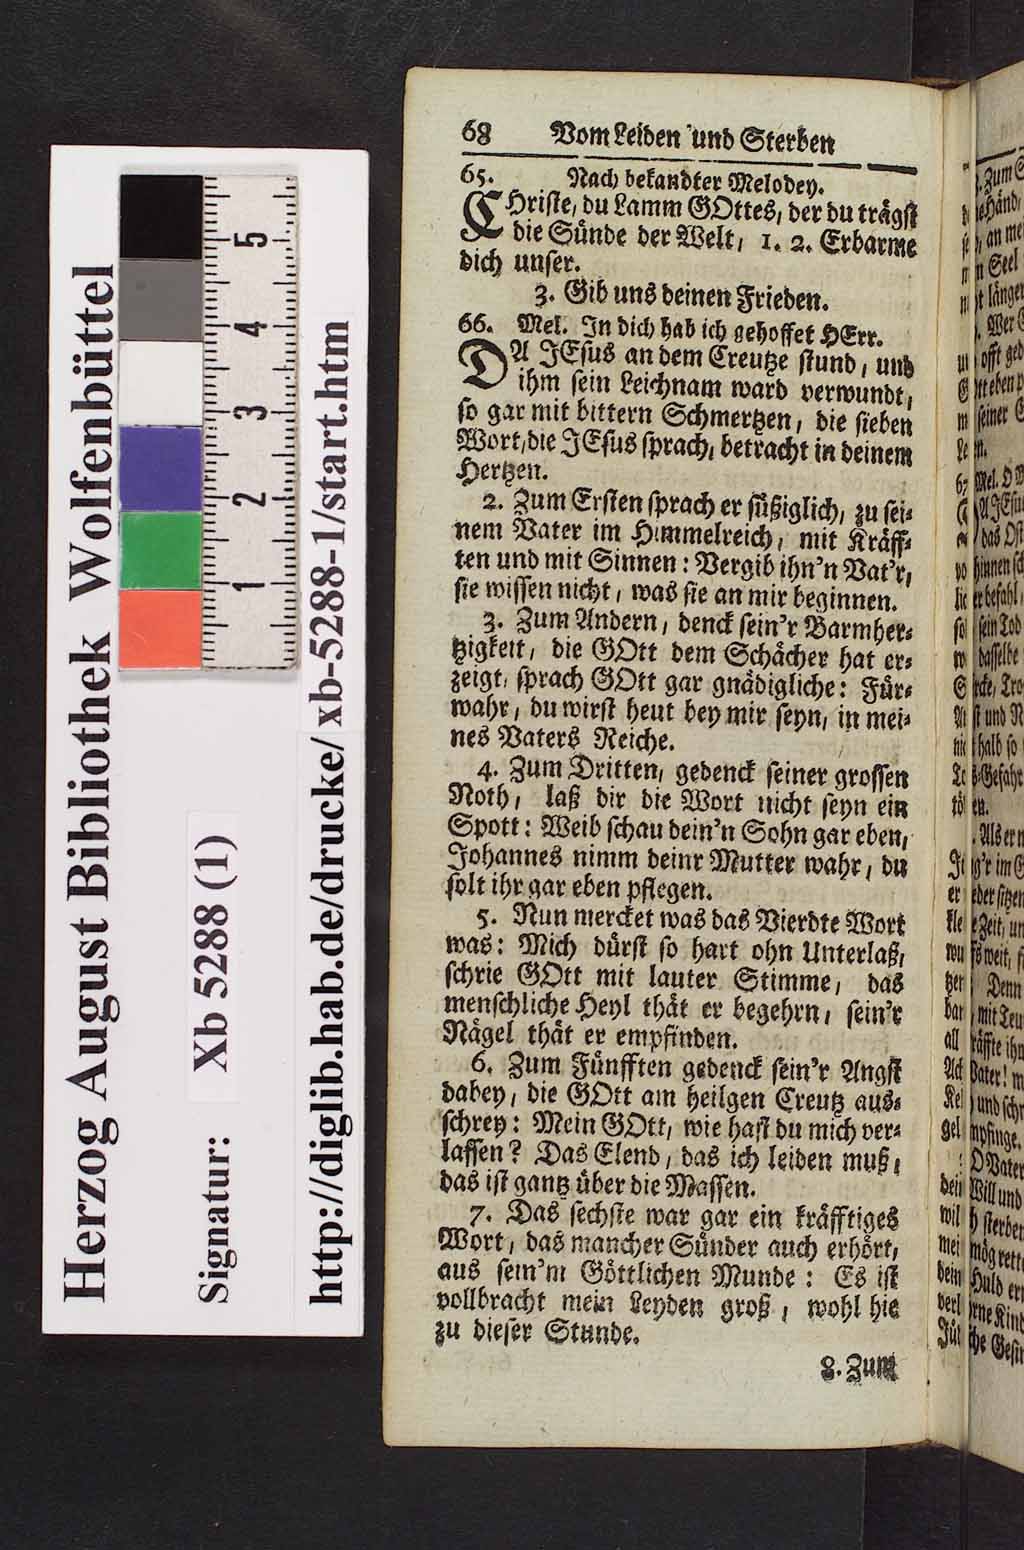 Herzog August Bibliothek Wolfenbüttel
Signatur: Xb 5288 (1)
http://diglib.hab.de/drucke/ xb-5288-1/start.htm
5
4
3
2
1
68 Vom Leiden und Sterben
65. Nach bekandter Melodey.
CHriste, du Lamm GOttes, der du trägst
die Sünde der Welt, 1. 2. Erbarme
dich unser.
3. Gib uns deinen Frieden.
66. Mel. In dich hab ich gehoffet HErr.
DA JEsus an dem Creutze stund, und
ihm sein Leichnam ward verwundt,
so gar mit bittern Schmertzen, die sieben
Wort, die JEsus sprach, betracht in deinem
Hertzen.
2. Zum Ersten sprach er süßiglich, zu sei-
nem Vater im Himmelreich, mit Kräff-
ten und mit Sinnen: Vergib ihn'n Vat'r,
sie wissen nicht, was sie an mir beginnen.
3. Zum Andern, denck sein'r Barmher-
tzigkeit, die GOtt dem Schächer hat er-
zeigt, sprach GOtt gar gnädigliche: Für-
wahr, du wirst heut bey mir seyn, in mei-
nes Vaters Reiche.
4. Zum Dritten, gedenck seiner grossen
Noth, laß dir die Wort nicht seyn ein
Spott: Weib schau dein'n Sohn gar eben,
Johannes nimm deinr Mutter wahr, du
solt ihr gar eben pflegen.
5. Nun mercket was das Vierdte Wort
was: Mich dürst so hart ohn Unterlaß,
schrie GOtt mit lauter Stimme, das
menschliche Heyl thät er begehrn, sein'r
Nägel thät er empfinden.
6. Zum Fünfften gedenck sein'r Angst
dabey, die GOtt am heilgen Creutz aus-
schrey: Mein GOtt, wie hast du mich ver-
lassen? Das Elend, das ich leiden muß,
das ist gantz über die Massen.
7. Das sechste war gar ein kräfftiges
Wort, das mancher Sünder auch erhört,
aus sein'm Göttlichen Munde: Es ist
vollbracht mein Leyden groß, wohl hie
zu dieser Stunde.
8. Zum